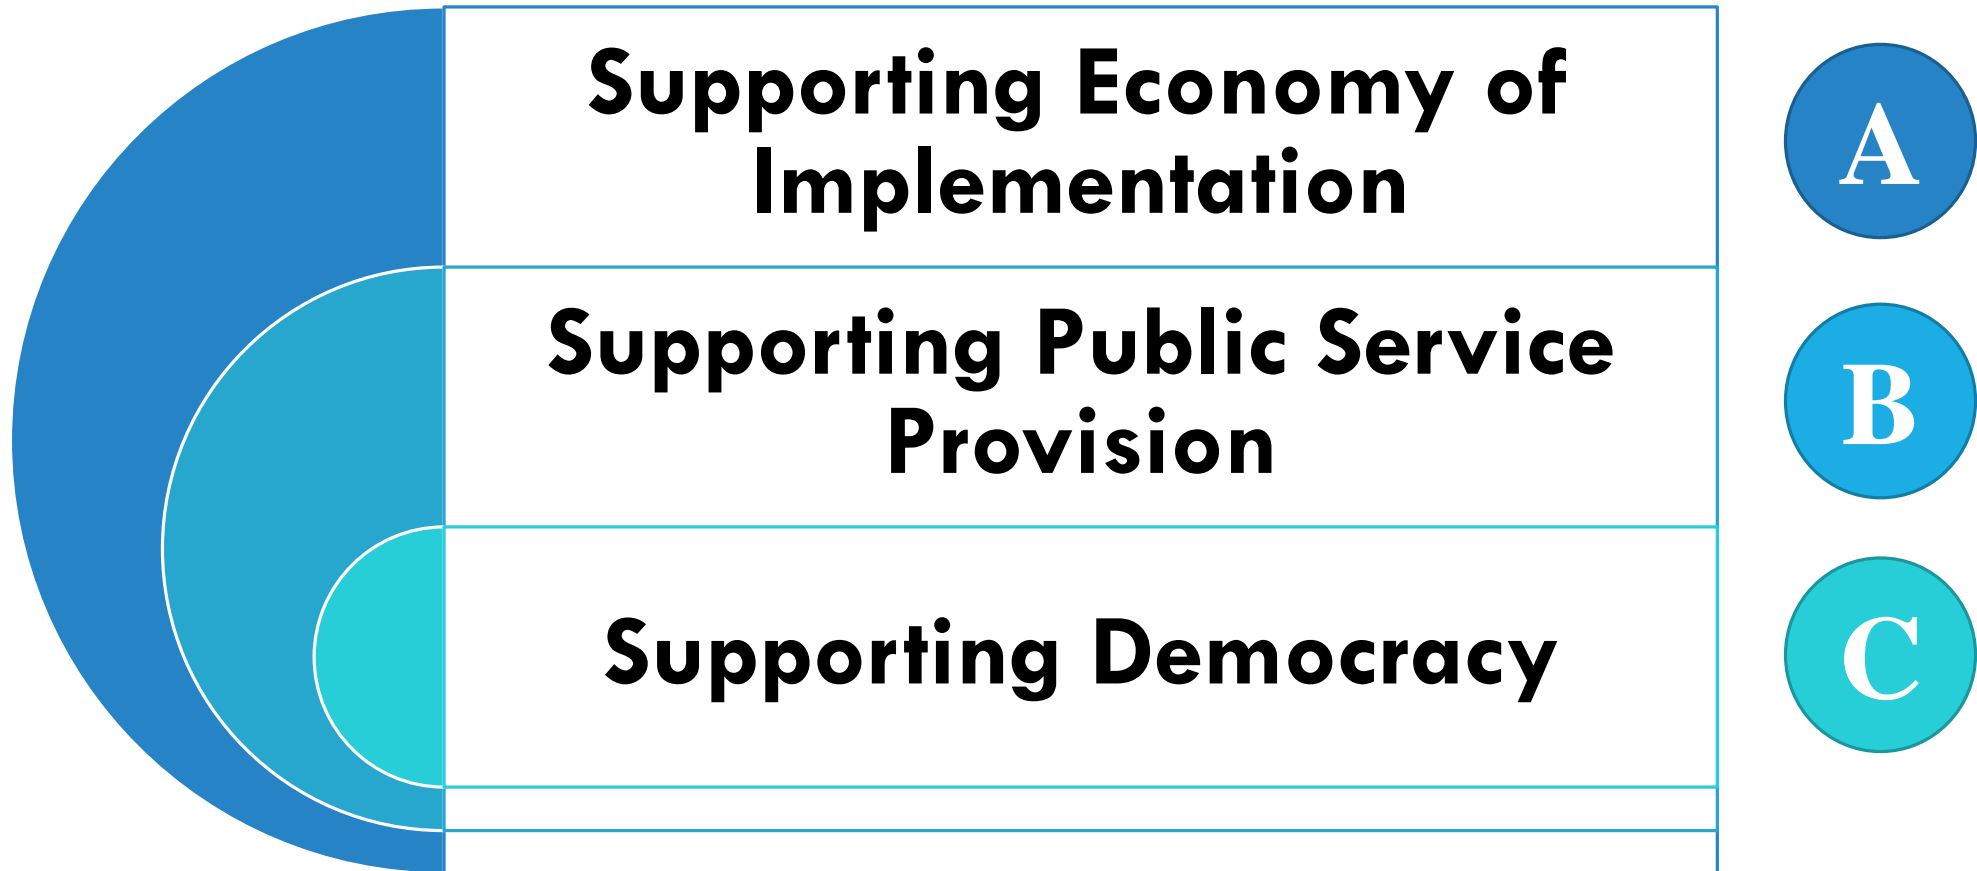 Supporting Economy of
Implementation
A
Supporting Public Service
Provision
B
Supporting Democracy
C